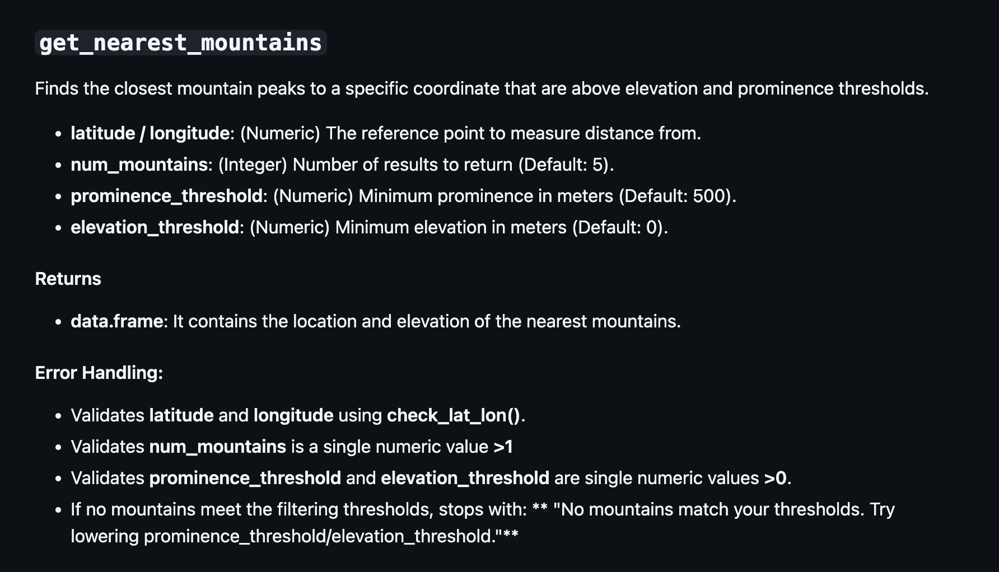 get_nearest_mountains
Finds the closest mountain peaks to a specific coordinate that are above elevation and prominence thresholds.
• latitude / longitude: (Numeric) The reference point to measure distance from.
• num_mountains: (Integer) Number of results to return (Default: 5).
• prominence_threshold: (Numeric) Minimum prominence in meters (Default: 500).
• elevation_threshold: (Numeric) Minimum elevation in meters (Default: 0).
Returns
• data.frame: It contains the location and elevation of the nearest mountains.
Error Handling:
• Validates latitude and longitude using check_lat_lon().
• Validates num_mountains is a single numeric value >1
• Validates prominence_threshold and elevation_threshold are single numeric values >0.
• If no mountains meet the filtering thresholds, stops with: ** "No mountains match your thresholds. Try
lowering prominence_threshold/elevation_threshold."**